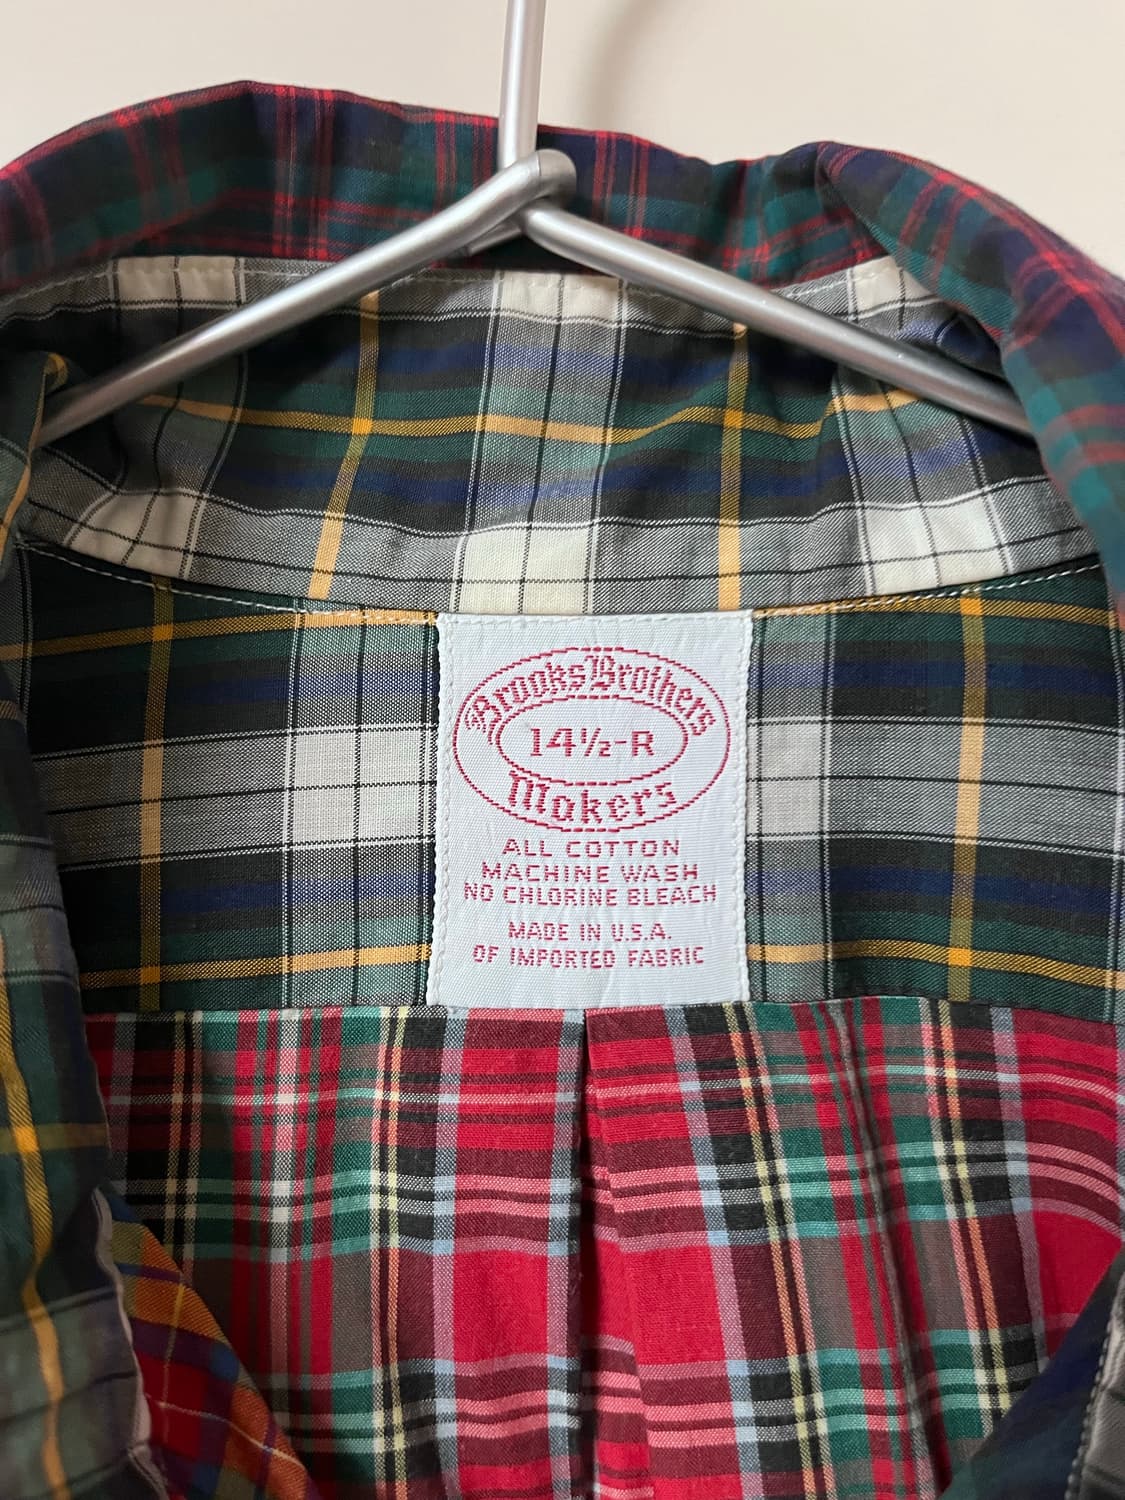 Brooks Brothers
14½-R
Makers
ALL COTTON
MACHINE WASH
NO CHLORINE BLEACH
MADE IN U.S.A.
OF IMPORTED FABRIC